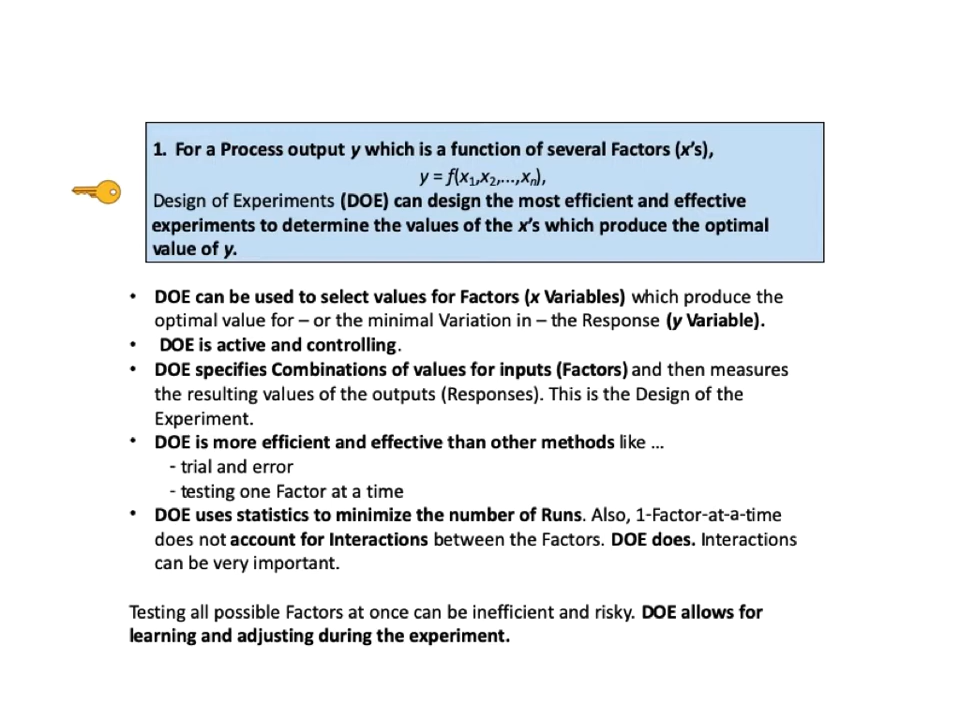 1. For a Process output y which is a function of several Factors (x's),
y = f(x₁,x₂,...,xₙ),
Design of Experiments (DOE) can design the most efficient and effective
experiments to determine the values of the x's which produce the optimal
value of y.
• DOE can be used to select values for Factors (x Variables) which produce the
optimal value for – or the minimal Variation in – the Response (y Variable).
• DOE is active and controlling.
• DOE specifies Combinations of values for inputs (Factors) and then measures
the resulting values of the outputs (Responses). This is the Design of the
Experiment.
• DOE is more efficient and effective than other methods like ...
- trial and error
- testing one Factor at a time
• DOE uses statistics to minimize the number of Runs. Also, 1-Factor-at-a-time
does not account for Interactions between the Factors. DOE does. Interactions
can be very important.
Testing all possible Factors at once can be inefficient and risky. DOE allows for
learning and adjusting during the experiment.